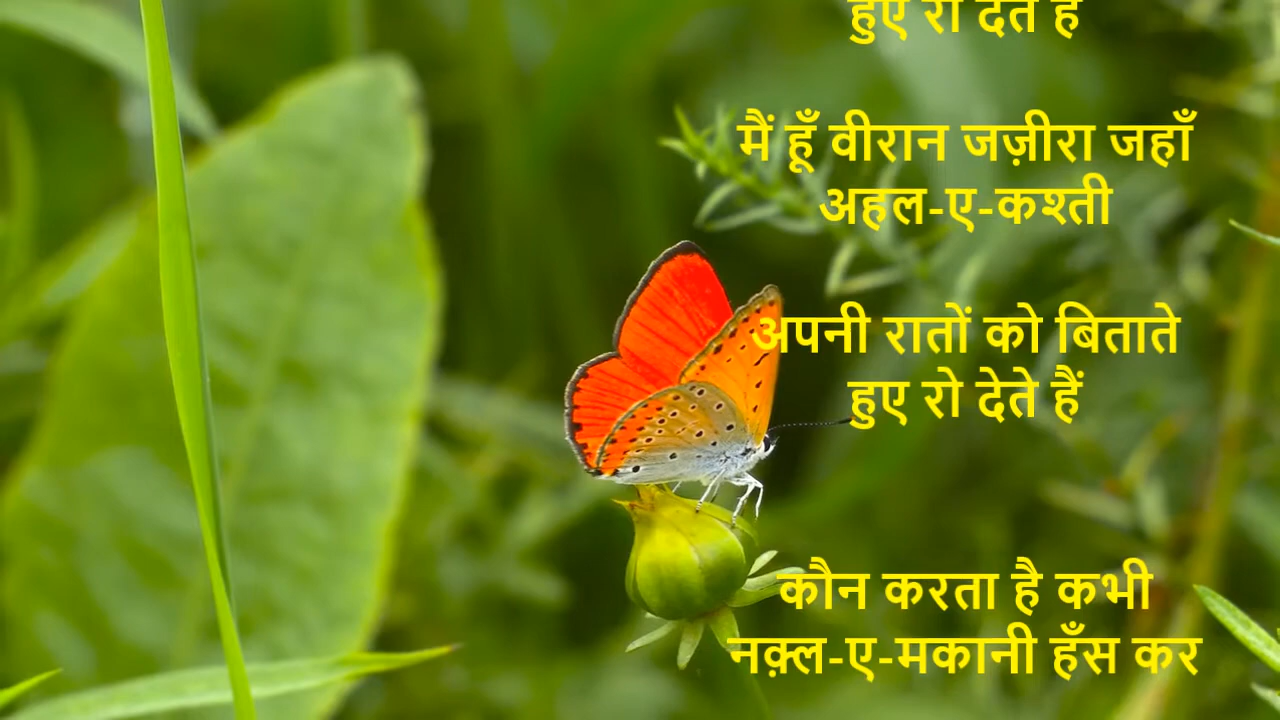 हुए रो देते हैं
मैं हूँ वीरान जज़ीरा जहाँ
अहल-ए-कश्ती
अपनी रातों को बिताते
हुए रो देते हैं
कौन करता है कभी
नक़्ल-ए-मकानी हँस कर